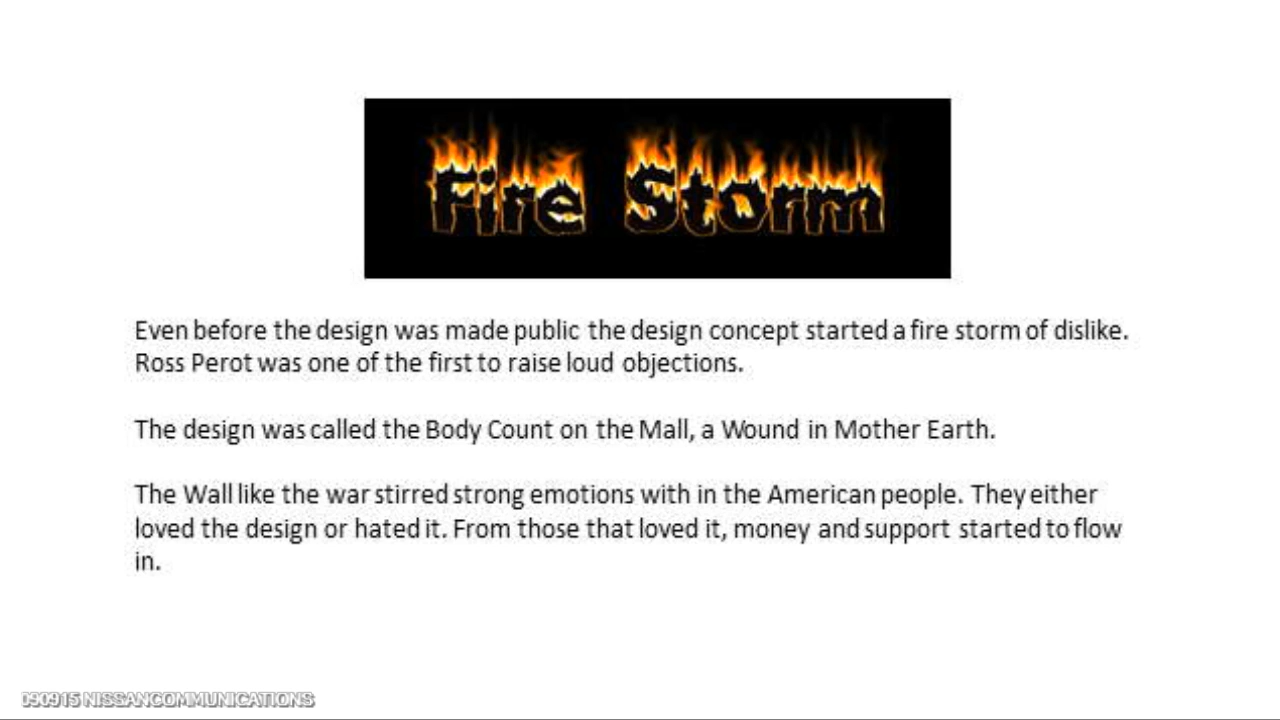 Fire Storm
Even before the design was made public the design concept started a fire storm of dislike.
Ross Perot was one of the first to raise loud objections.
The design was called the Body Count on the Mall, a Wound in Mother Earth.
The Wall like the war stirred strong emotions with in the American people. They either
loved the design or hated it. From those that loved it, money and support started to flow
in.
090915 NISSANCOMMUNICATIONS